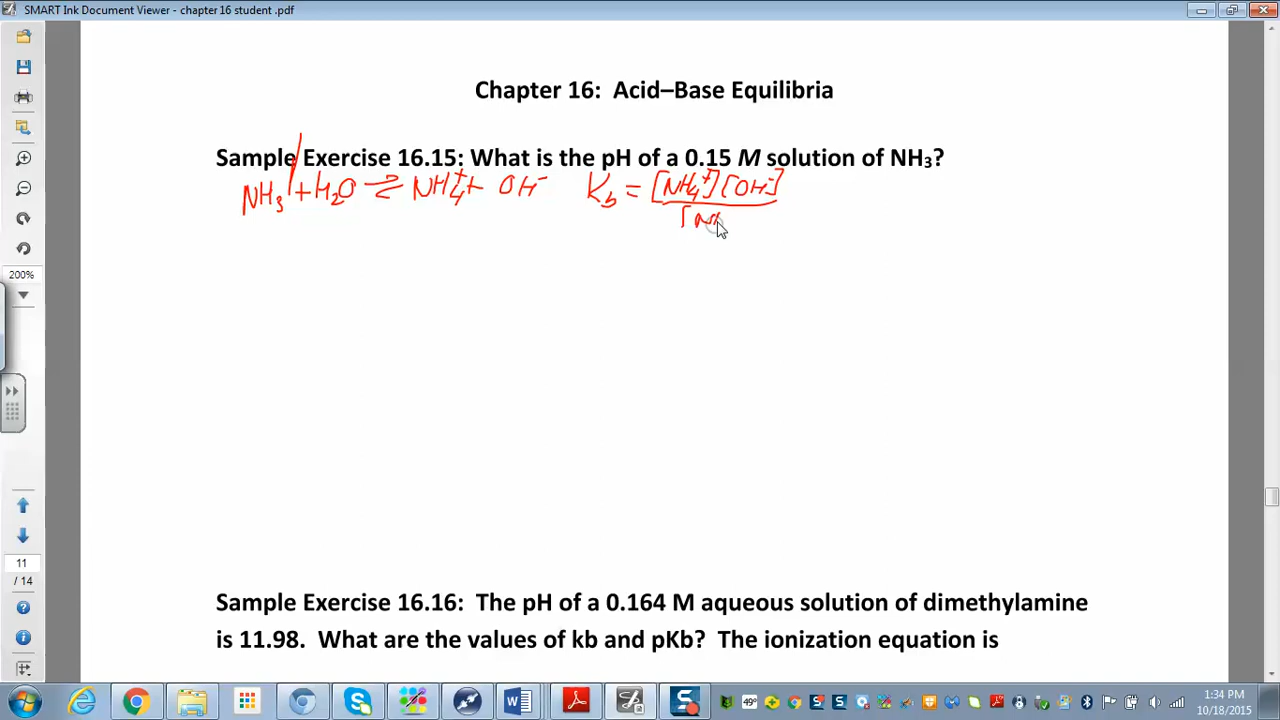 SMART Ink Document Viewer - chapter 16 student .pdf
Chapter 16: Acid–Base Equilibria
Sample Exercise 16.15: What is the pH of a 0.15 M solution of NH₃?
NH₃ + H₂O ⇌ NH₄⁺ + OH⁻ K_b = [NH₄⁺][OH⁻]
200%
11
/ 14
Sample Exercise 16.16: The pH of a 0.164 M aqueous solution of dimethylamine
is 11.98. What are the values of kb and pKb? The ionization equation is
49°
1:34 PM
10/18/2015